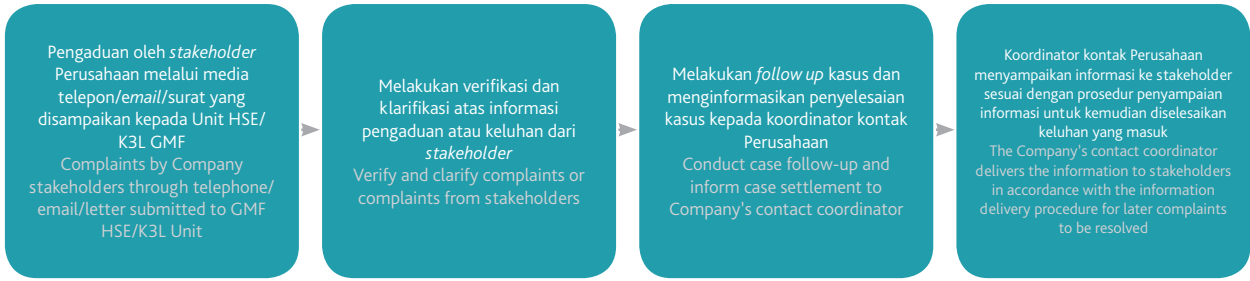 Pengaduan oleh stakeholder
Perusahaan melalui media
telepon/email/surat yang
disampaikan kepada Unit HSE/
K3L GMF
Complaints by Company
stakeholders through telephone/
email/letter submitted to GMF
HSE/K3L Unit
Melakukan verifikasi dan
klarifikasi atas informasi
pengaduan atau keluhan dari
stakeholder
Verify and clarify complaints or
complaints from stakeholders
Melakukan follow up kasus dan
menginformasikan penyelesaian
kasus kepada koordinator kontak
Perusahaan
Conduct case follow-up and
inform case settlement to
Company's contact coordinator
Koordinator kontak Perusahaan
menyampaikan informasi ke stakeholder
sesuai dengan prosedur penyampaian
informasi untuk kemudian diselesaikan
keluhan yang masuk
The Company's contact coordinator
delivers the information to stakeholders
in accordance with the information
delivery procedure for later complaints
to be resolved